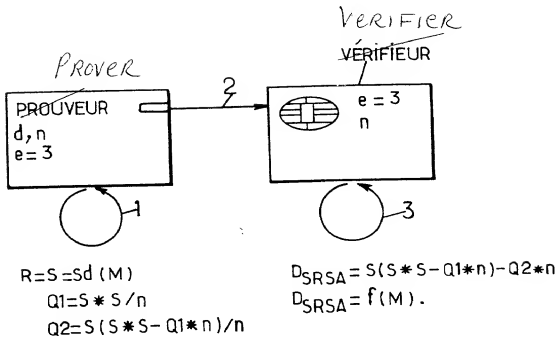 VERIFIER
VÉRIFIEUR
PROVER
2
PROUVEUR
d,n
e=3
e=3
n
1
3
R=S=Sd(M)
Q1=S*S/n
Q2=S(S*S-Q1*n)/n
DSRSA=S(S*S-Q1*n)-Q2*n
DSRSA=f(M).